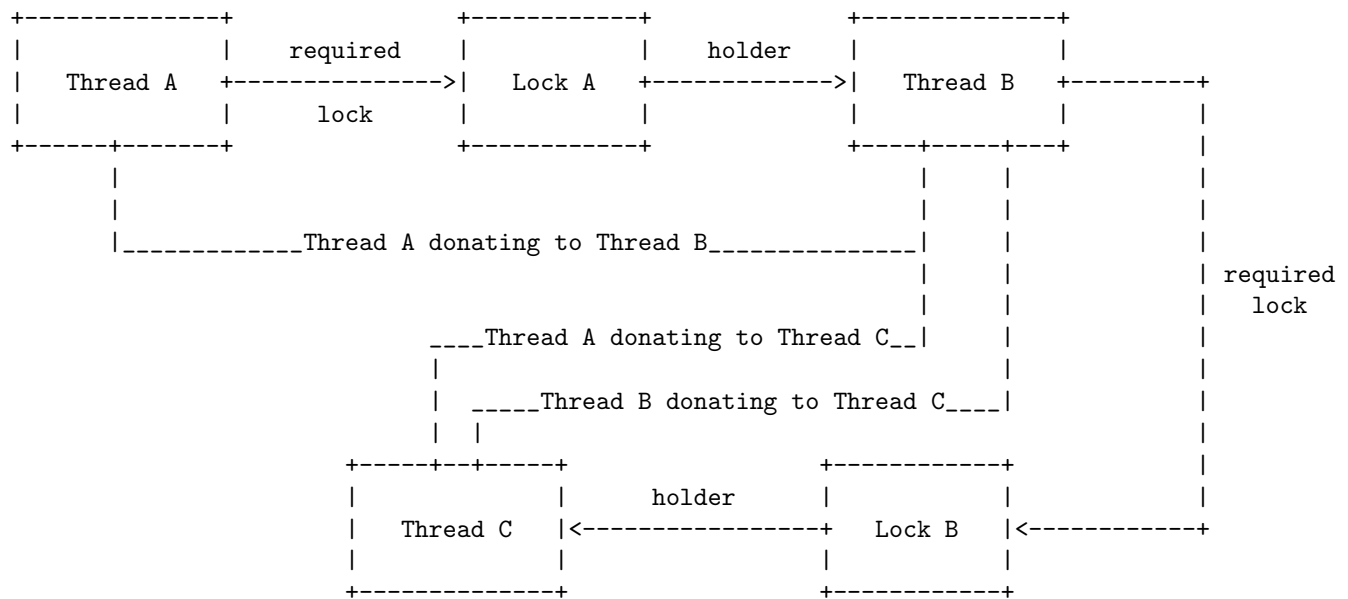 required holder
Thread A Lock A Thread B
lock
Thread A donating to Thread B
required
lock
Thread A donating to Thread C
Thread B donating to Thread C
holder
Thread C Lock B